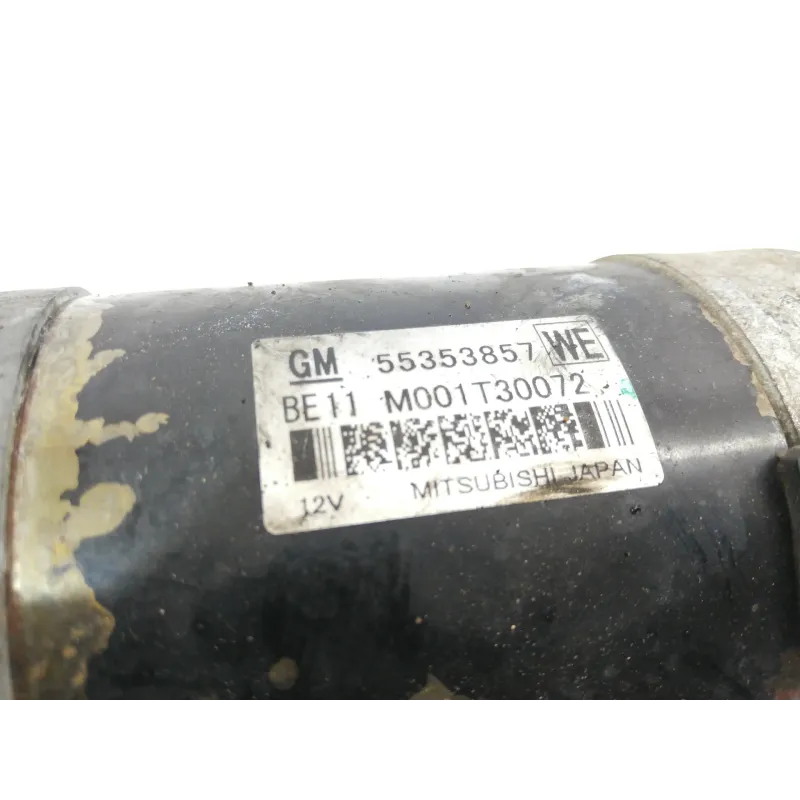 GM 55353857 WE
BE11 M001T30072
12V MITSUBISHI JAPAN